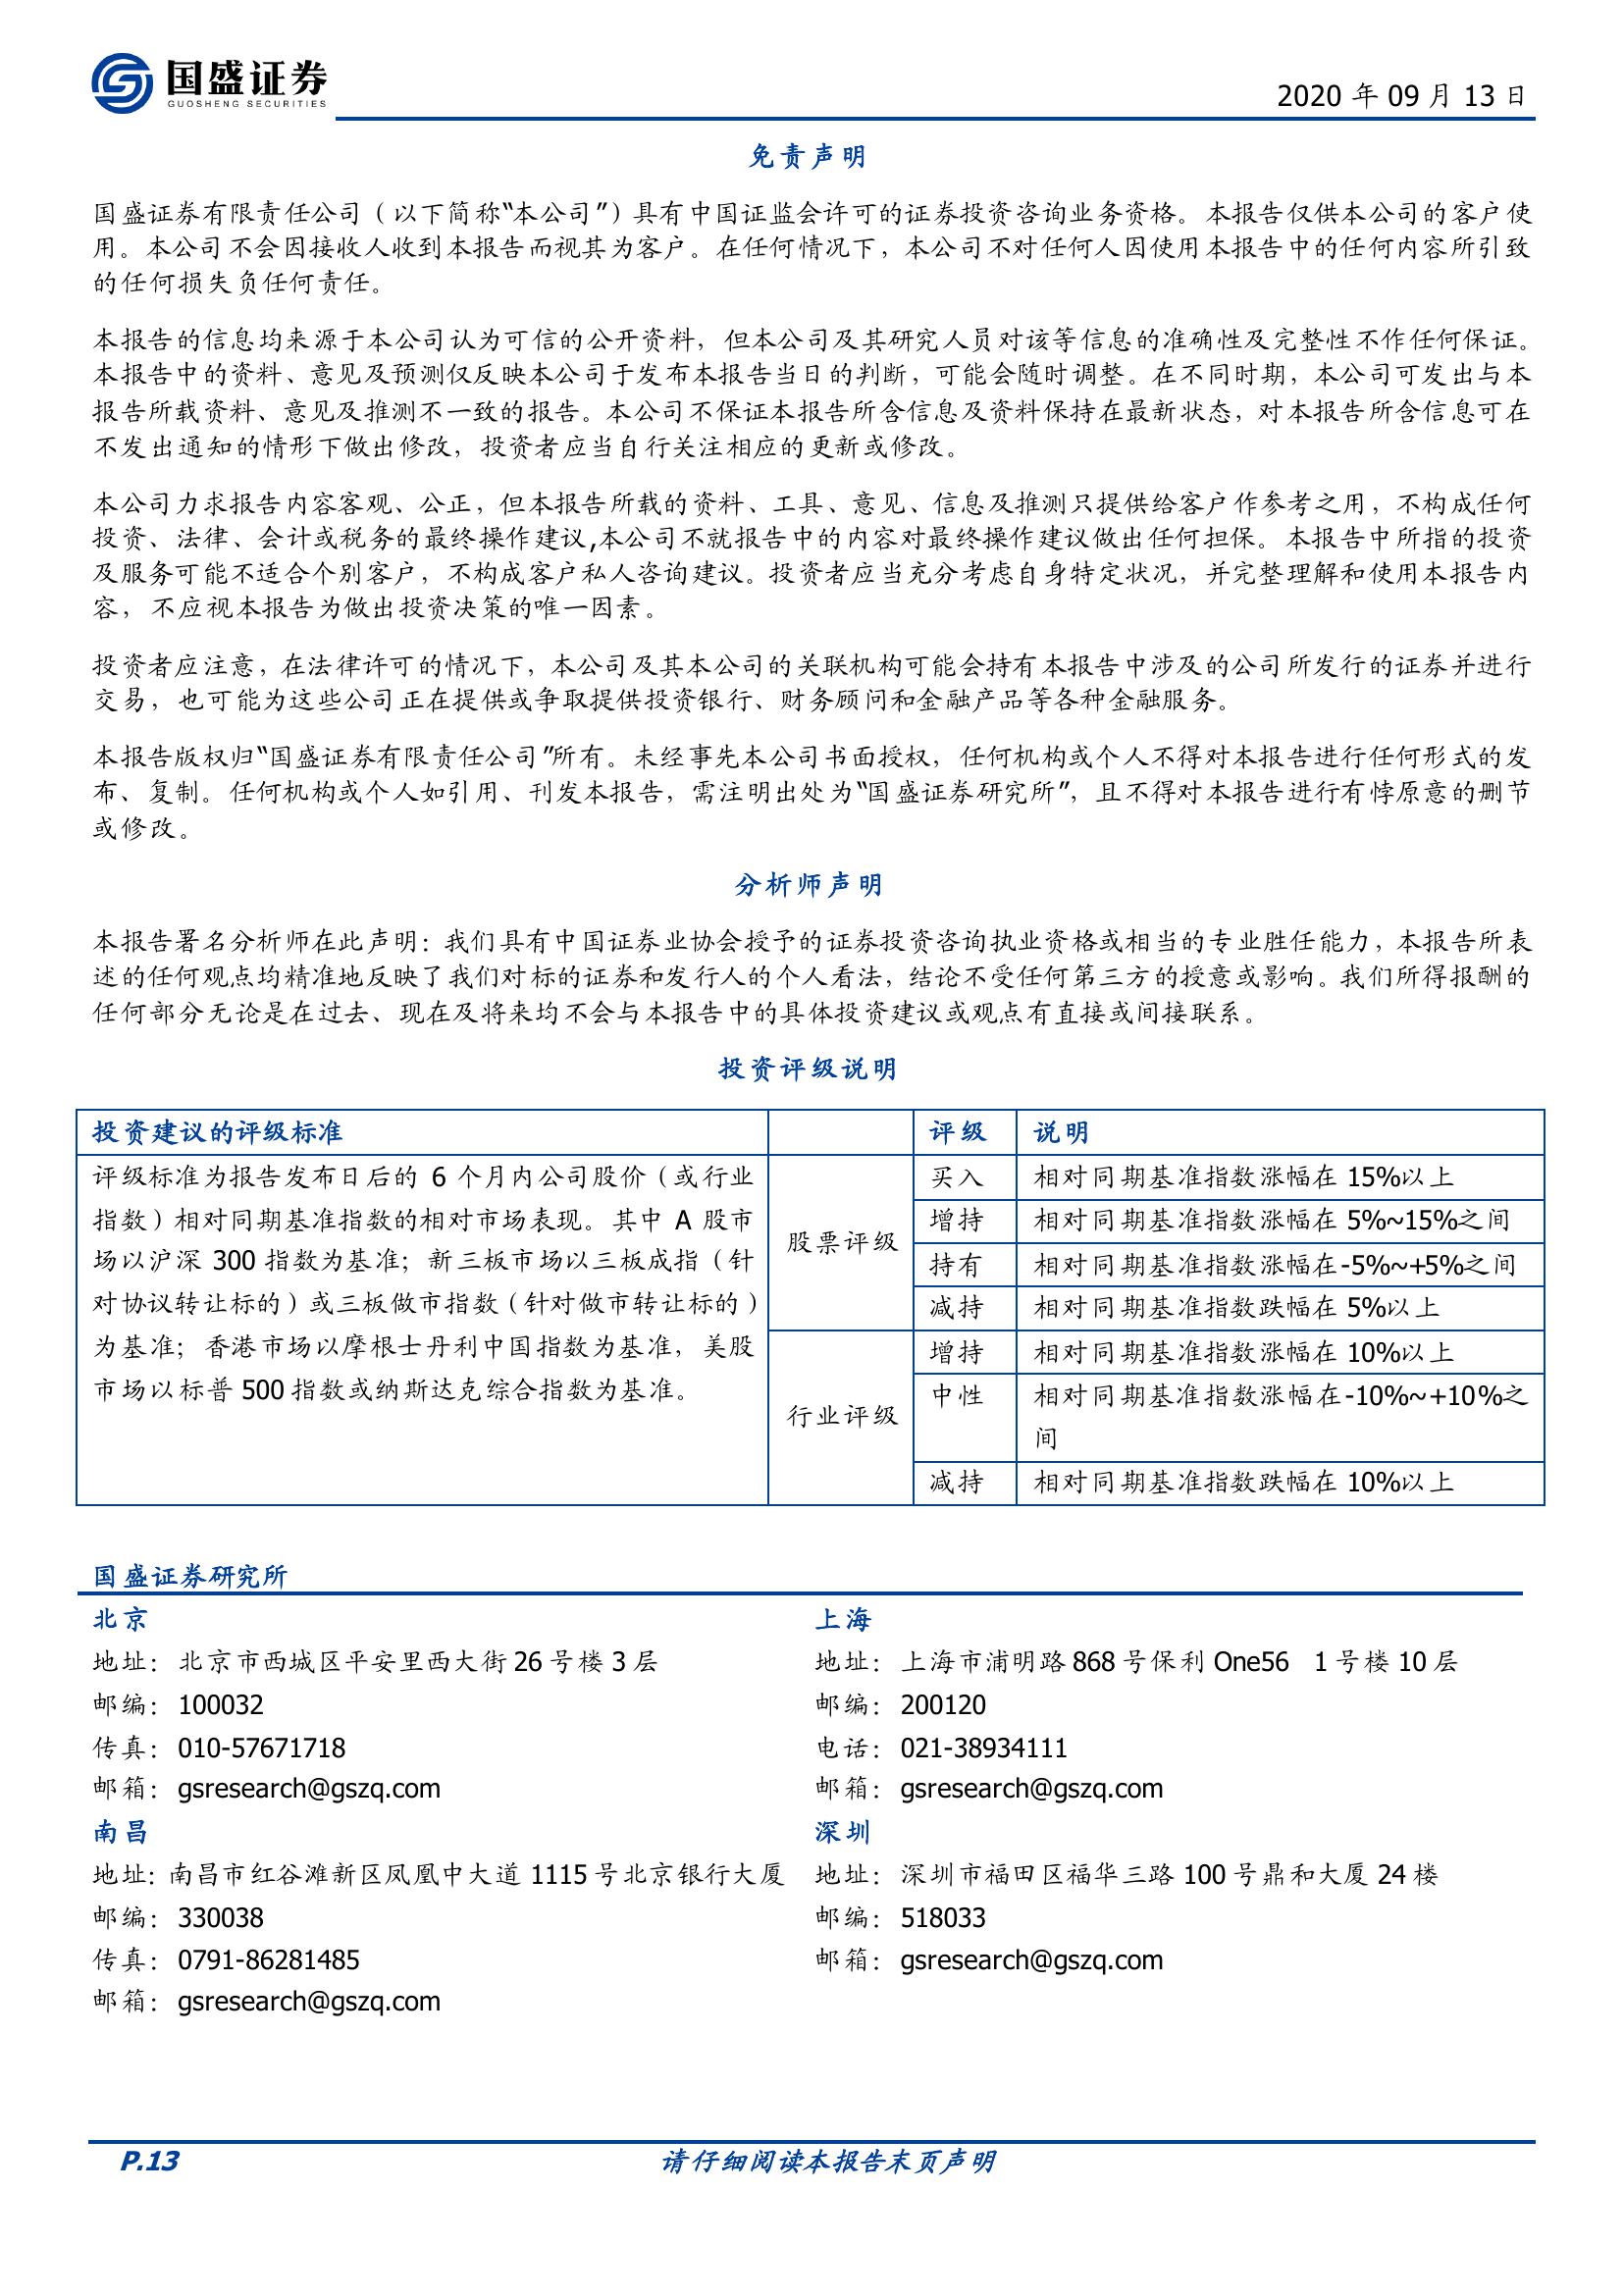 国盛证券
GUOSHENG SECURITIES
2020 年 09 月 13 日
免责声明
国盛证券有限责任公司（以下简称“本公司”）具有中国证监会许可的证券投资咨询业务资格。本报告仅供本公司的客户使
用。本公司不会因接收人收到本报告而视其为客户。在任何情况下，本公司不对任何人因使用本报告中的任何内容所引致
的任何损失负任何责任。
本报告的信息均来源于本公司认为可信的公开资料，但本公司及其研究人员对该等信息的准确性及完整性不作任何保证。
本报告中的资料、意见及预测仅反映本公司于发布本报告当日的判断，可能会随时调整。在不同时期，本公司可发出与本
报告所载资料、意见及推测不一致的报告。本公司不保证本报告所含信息及资料保持在最新状态，对本报告所含信息可在
不发出通知的情形下做出修改，投资者应当自行关注相应的更新或修改。
本公司力求报告内容客观、公正，但本报告所载的资料、工具、意见、信息及推测只提供给客户作参考之用，不构成任何
投资、法律、会计或税务的最终操作建议,本公司不就报告中的内容对最终操作建议做出任何担保。本报告中所指的投资
及服务可能不适合个别客户，不构成客户私人咨询建议。投资者应当充分考虑自身特定状况，并完整理解和使用本报告内
容，不应视本报告为做出投资决策的唯一因素。
投资者应注意，在法律许可的情况下，本公司及其本公司的关联机构可能会持有本报告中涉及的公司所发行的证券并进行
交易，也可能为这些公司正在提供或争取提供投资银行、财务顾问和金融产品等各种金融服务。
本报告版权归“国盛证券有限责任公司”所有。未经事先本公司书面授权，任何机构或个人不得对本报告进行任何形式的发
布、复制。任何机构或个人如引用、刊发本报告，需注明出处为“国盛证券研究所”，且不得对本报告进行有悖原意的删节
或修改。
分析师声明
本报告署名分析师在此声明：我们具有中国证券业协会授予的证券投资咨询执业资格或相当的专业胜任能力，本报告所表
述的任何观点均精准地反映了我们对标的证券和发行人的个人看法，结论不受任何第三方的授意或影响。我们所得报酬的
任何部分无论是在过去、现在及将来均不会与本报告中的具体投资建议或观点有直接或间接联系。
投资评级说明
投资建议的评级标准 评级 说明
评级标准为报告发布日后的 6 个月内公司股价（或行业
指数）相对同期基准指数的相对市场表现。其中 A 股市
场以沪深 300 指数为基准；新三板市场以三板成指（针
对协议转让标的）或三板做市指数（针对做市转让标的）
为基准；香港市场以摩根士丹利中国指数为基准，美股
市场以标普 500 指数或纳斯达克综合指数为基准。
股票评级
买入 相对同期基准指数涨幅在 15%以上
增持 相对同期基准指数涨幅在 5%~15%之间
持有 相对同期基准指数涨幅在-5%~+5%之间
减持 相对同期基准指数跌幅在 5%以上
行业评级
增持 相对同期基准指数涨幅在 10%以上
中性 相对同期基准指数涨幅在-10%~+10%之
间
减持 相对同期基准指数跌幅在 10%以上
国盛证券研究所
北京
地址：北京市西城区平安里西大街 26 号楼 3 层
邮编：100032
传真：010-57671718
邮箱：gsresearch@gszq.com
上海
地址：上海市浦明路 868 号保利 One56 1 号楼 10 层
邮编：200120
电话：021-38934111
邮箱：gsresearch@gszq.com
南昌
地址：南昌市红谷滩新区凤凰中大道 1115 号北京银行大厦
邮编：330038
传真：0791-86281485
邮箱：gsresearch@gszq.com
深圳
地址：深圳市福田区福华三路 100 号鼎和大厦 24 楼
邮编：518033
邮箱：gsresearch@gszq.com
P.13
请仔细阅读本报告末页声明